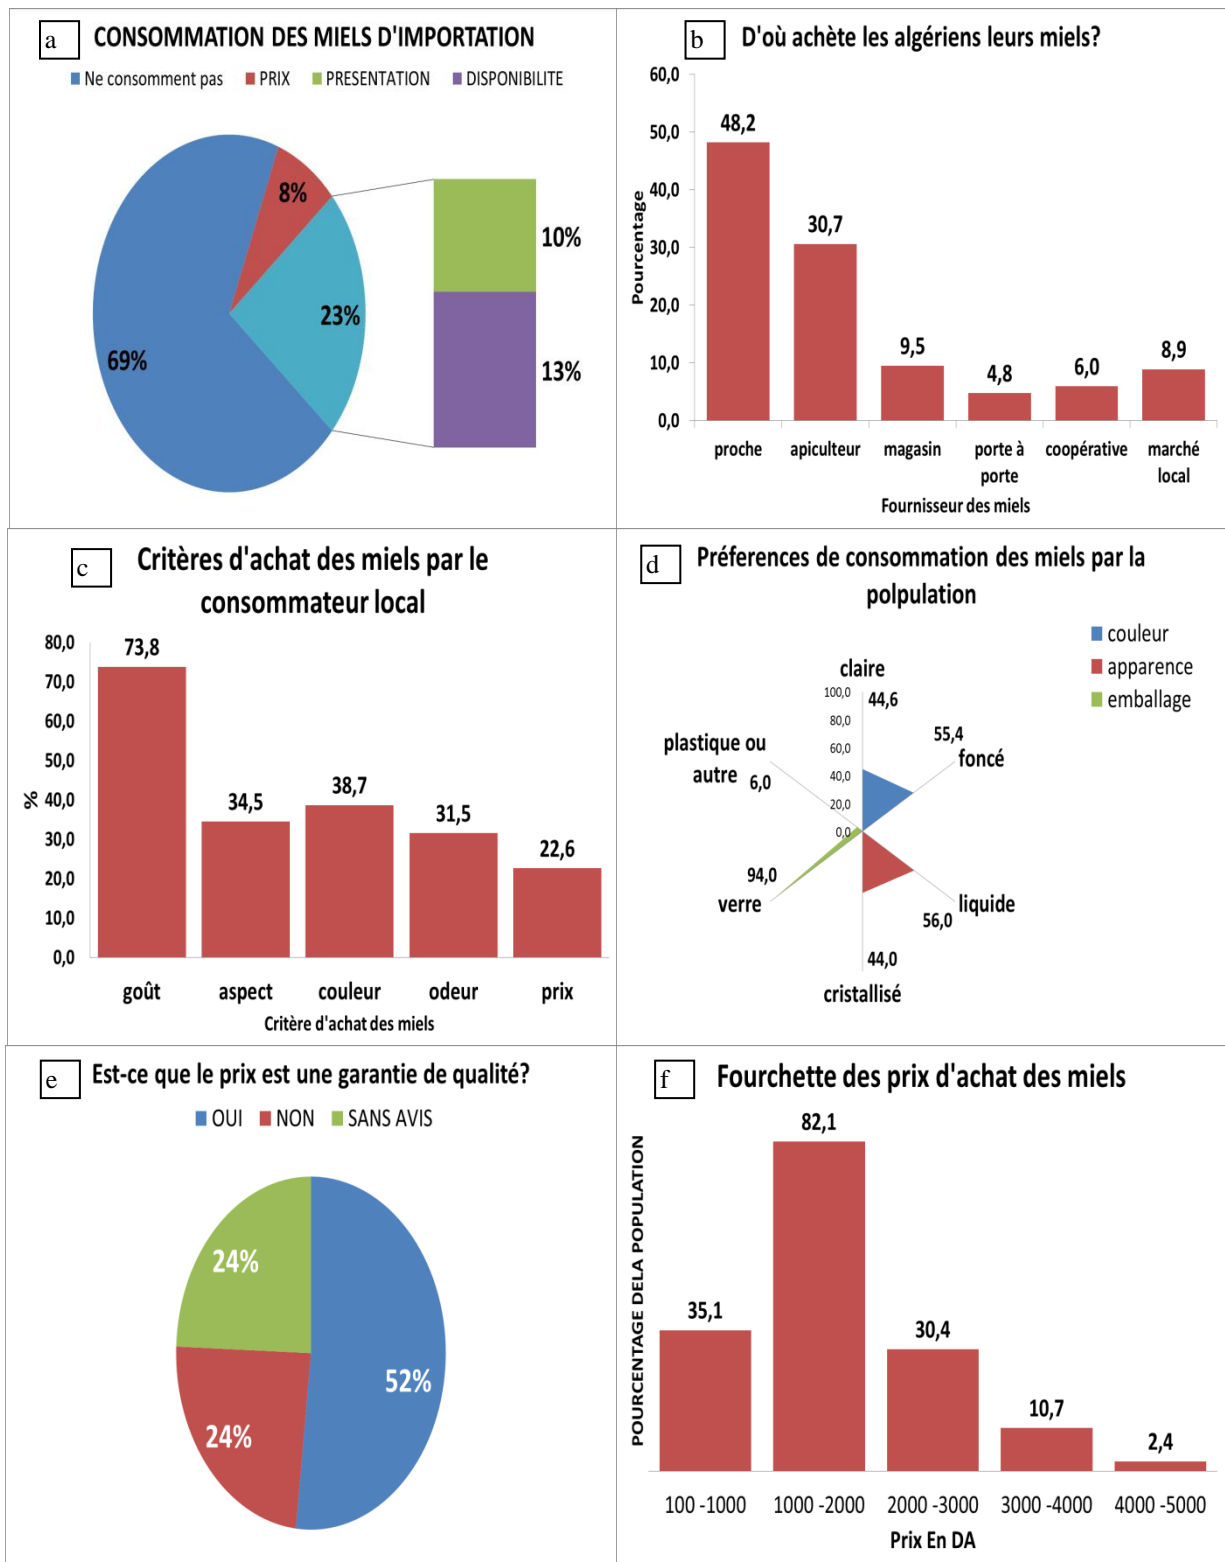 a
CONSOMMATION DES MIELS D'IMPORTATION
Ne consomment pas PRIX PRESENTATION DISPONIBILITE
8%
10%
23%
69%
13%
b
D'où achète les algériens leurs miels?
Pourcentage
60,0
50,0
40,0
30,0
20,0
10,0
0,0
48,2
30,7
9,5
4,8
6,0
8,9
proche
apiculteur
magasin
porte à
porte
coopérative
marché
local
Fournisseur des miels
c
Critères d'achat des miels par le
consommateur local
%
80,0
70,0
60,0
50,0
40,0
30,0
20,0
10,0
0,0
73,8
34,5
38,7
31,5
22,6
goût
aspect
couleur
odeur
prix
Critère d'achat des miels
d
Préferences de consommation des miels par la
polpulation
couleur
apparence
emballage
claire
100,0
80,0
60,0
40,0
20,0
0,0
44,6
55,4
foncé
plastique ou
autre
6,0
94,0
verre
liquide
56,0
44,0
cristallisé
e
Est-ce que le prix est une garantie de qualité?
OUI NON SANS AVIS
24%
52%
24%
f
Fourchette des prix d'achat des miels
POURCENTAGE DELA POPULATION
35,1
82,1
30,4
10,7
2,4
100 -1000
1000 -2000
2000 -3000
3000 -4000
4000 -5000
Prix En DA